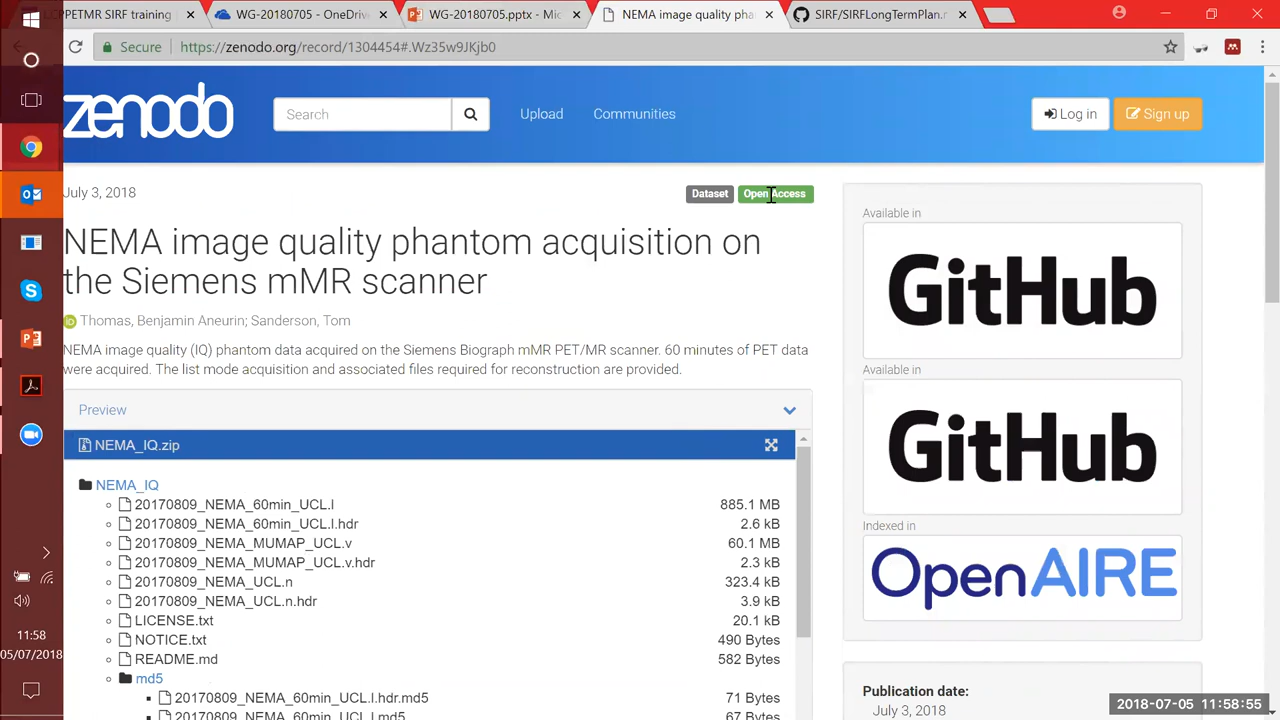 CPPETMR SIRF training
WG-20180705 - OneDriv
WG-20180705.pptx - Mic
NEMA image quality pha
SIRF/SIRFLongTermPlan.r
Secure
https://zenodo.org/record/1304454#.Wz35w9JKjb0
zenodo
Search
Upload
Communities
Log in
Sign up
July 3, 2018
Dataset
Open Access
NEMA image quality phantom acquisition on
the Siemens mMR scanner
Thomas, Benjamin Aneurin; Sanderson, Tom
NEMA image quality (IQ) phantom data acquired on the Siemens Biograph mMR PET/MR scanner. 60 minutes of PET data
were acquired. The list mode acquisition and associated files required for reconstruction are provided.
Preview
NEMA_IQ.zip
NEMA_IQ
20170809_NEMA_60min_UCL.l 885.1 MB
20170809_NEMA_60min_UCL.l.hdr 2.6 kB
20170809_NEMA_MUMAP_UCL.v 60.1 MB
20170809_NEMA_MUMAP_UCL.v.hdr 2.3 kB
20170809_NEMA_UCL.n 323.4 kB
20170809_NEMA_UCL.n.hdr 3.9 kB
LICENSE.txt 20.1 kB
NOTICE.txt 490 Bytes
README.md 582 Bytes
md5
20170809_NEMA_60min_UCL.l.hdr.md5 71 Bytes
20170809_NEMA_60min_UCL.l.md5 67 Bytes
Available in
GitHub
Available in
GitHub
Indexed in
OpenAIRE
Publication date:
July 3, 2018
11:58
05/07/2018
2018-07-05 11:58:55